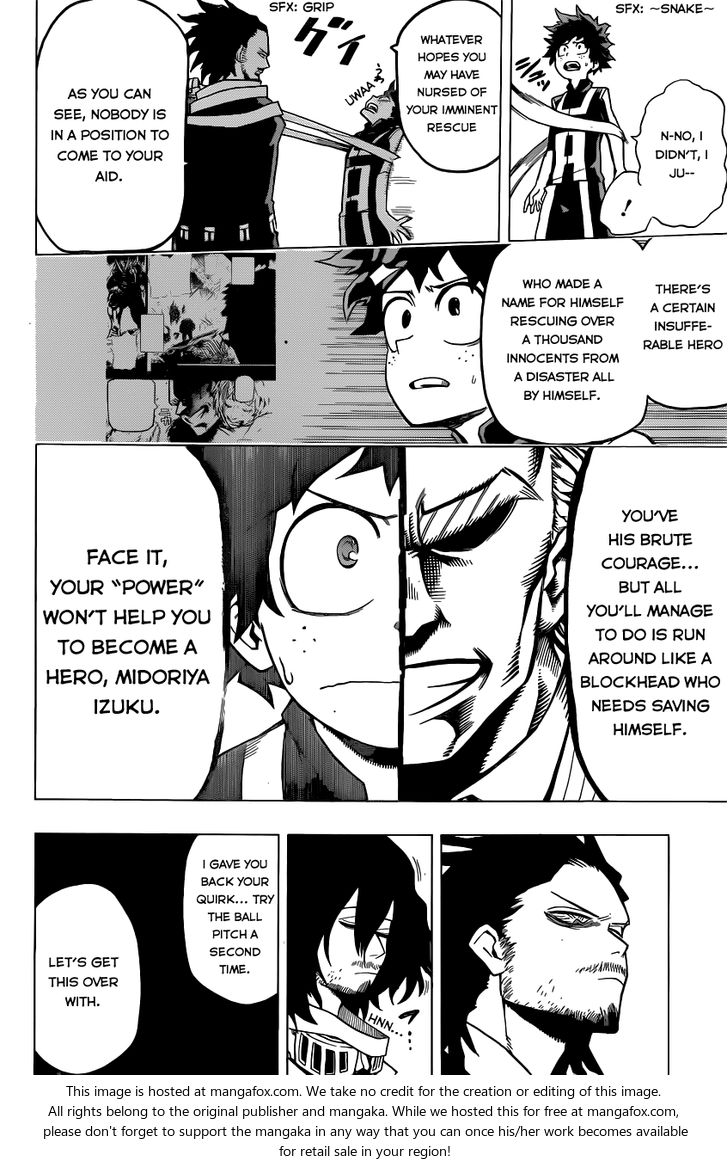 SFX: ~SNAKE~
N-NO, I
DIDN'T, I
JU--
!
SFX: GRIP
グイ
WHATEVER
HOPES YOU
MAY HAVE
NURSED OF
YOUR IMMINENT
RESCUE
UWAA
AS YOU CAN
SEE, NOBODY IS
IN A POSITION TO
COME TO YOUR
AID.
THERE'S
A CERTAIN
INSUFFE-
RABLE HERO
WHO MADE A
NAME FOR HIMSELF
RESCUING OVER
A THOUSAND
INNOCENTS FROM
A DISASTER ALL
BY HIMSELF.
YOU'VE
HIS BRUTE
COURAGE...
BUT ALL
YOU'LL MANAGE
TO DO IS RUN
AROUND LIKE A
BLOCKHEAD WHO
NEEDS SAVING
HIMSELF.
FACE IT,
YOUR "POWER"
WON'T HELP YOU
TO BECOME A
HERO, MIDORIYA
IZUKU.
HNN...
I GAVE YOU
BACK YOUR
QUIRK... TRY
THE BALL
PITCH A
SECOND
TIME.
LET'S GET
THIS OVER
WITH.
This image is hosted at mangafox.com. We take no credit for the creation or editing of this image.
All rights belong to the original publisher and mangaka. While we hosted this for free at mangafox.com,
please don't forget to support the mangaka in any way that you can once his/her work becomes available
for retail sale in your region!